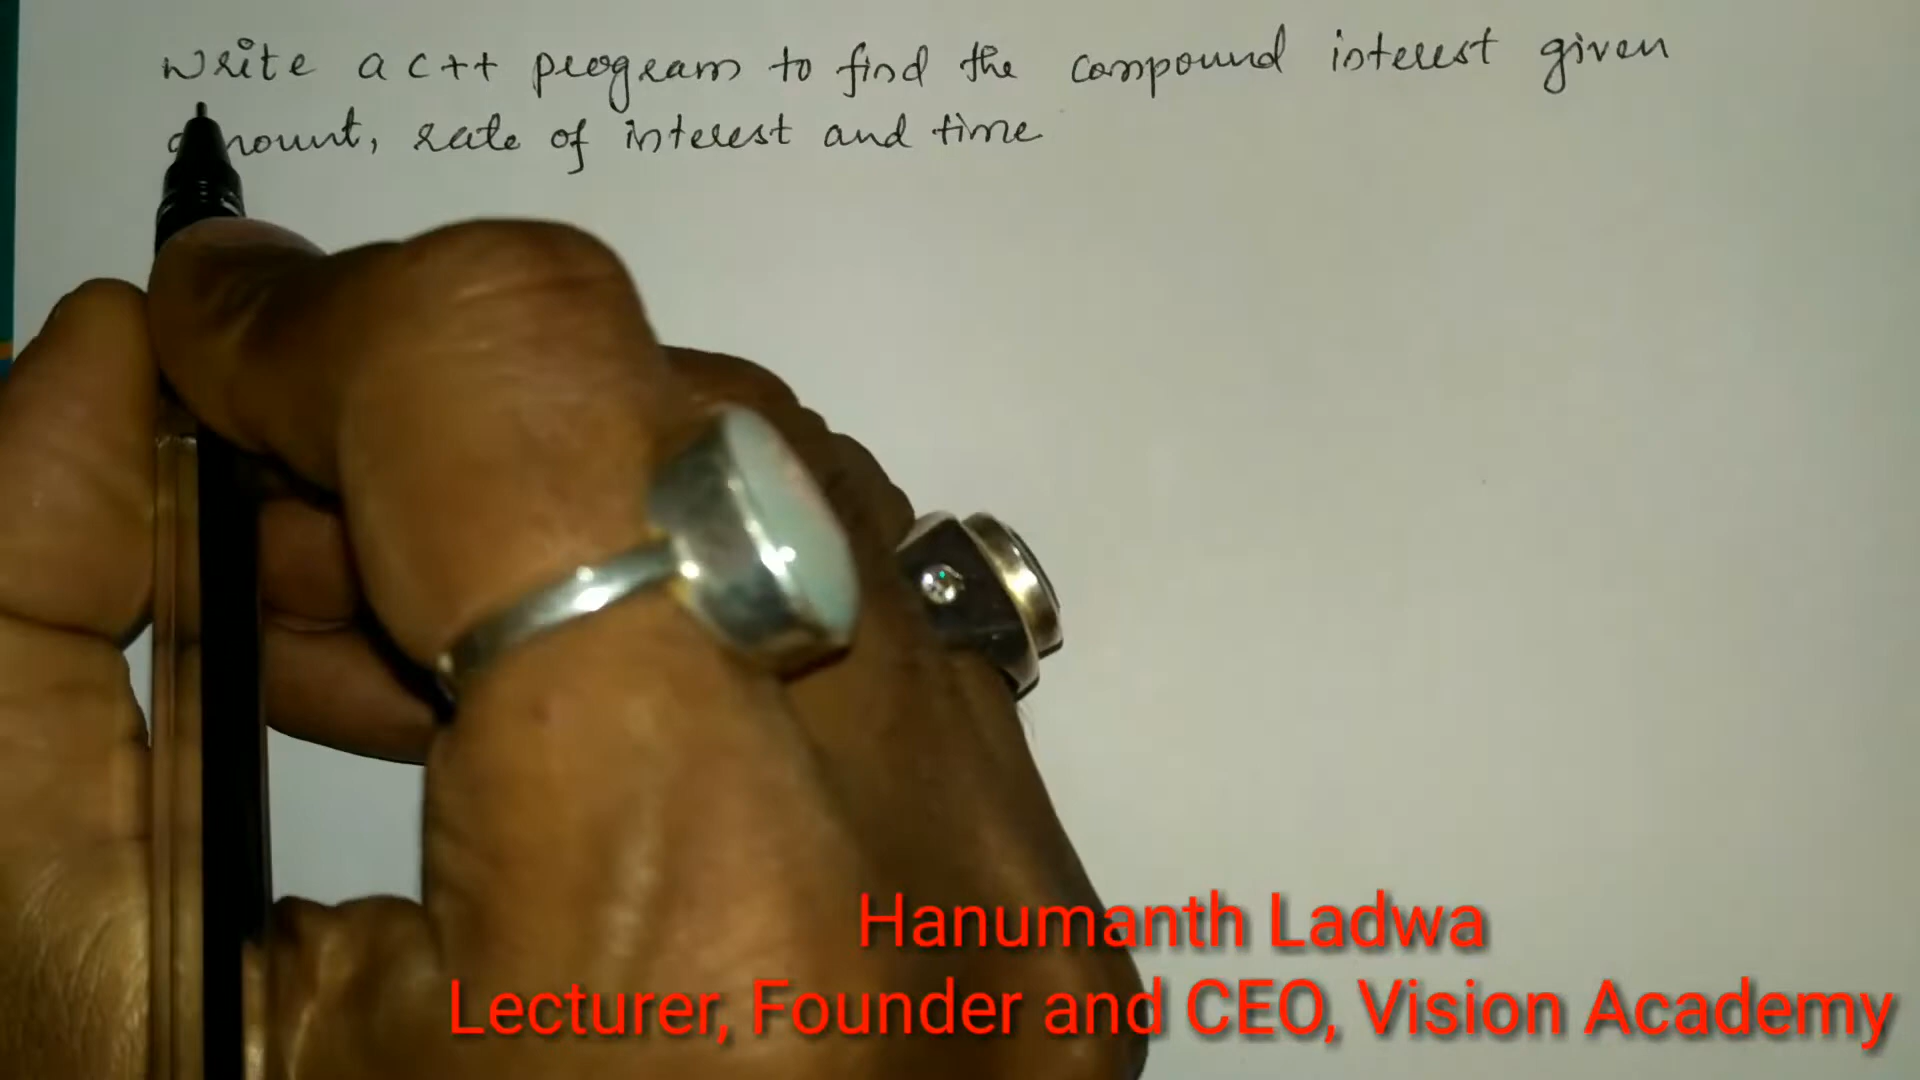 Write a c++ program to find the compound interest given
amount, rate of interest and time
Hanumanth Ladwa
Lecturer, Founder and CEO, Vision Academy